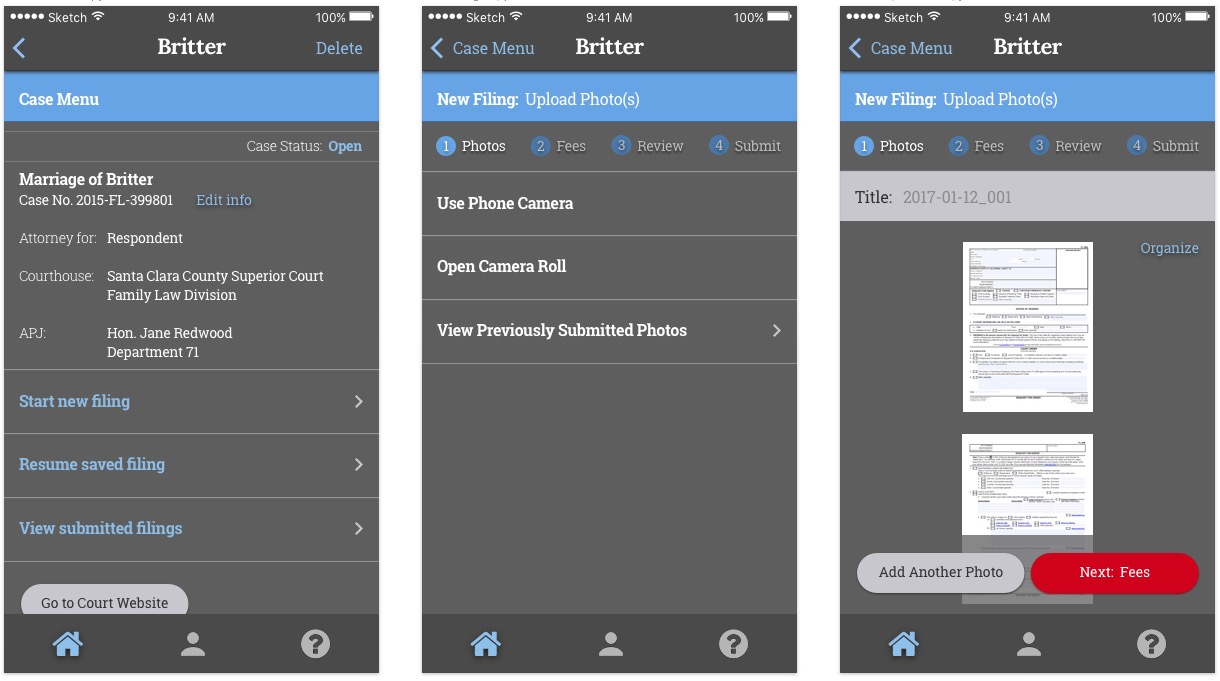 Sketch 9:41 AM 100%
Britter Delete
Case Menu
Case Status: Open
Marriage of Britter
Case No. 2015-FL-399801 Edit info
Attorney for: Respondent
Courthouse: Santa Clara County Superior Court
Family Law Division
APJ: Hon. Jane Redwood
Department 71
Start new filing
Resume saved filing
View submitted filings
Go to Court Website
Sketch 9:41 AM 100%
Case Menu Britter
New Filing: Upload Photo(s)
1 Photos 2 Fees 3 Review 4 Submit
Use Phone Camera
Open Camera Roll
View Previously Submitted Photos
Sketch 9:41 AM 100%
Case Menu Britter
New Filing: Upload Photo(s)
1 Photos 2 Fees 3 Review 4 Submit
Title: 2017-01-12_001
Organize
Add Another Photo Next: Fees